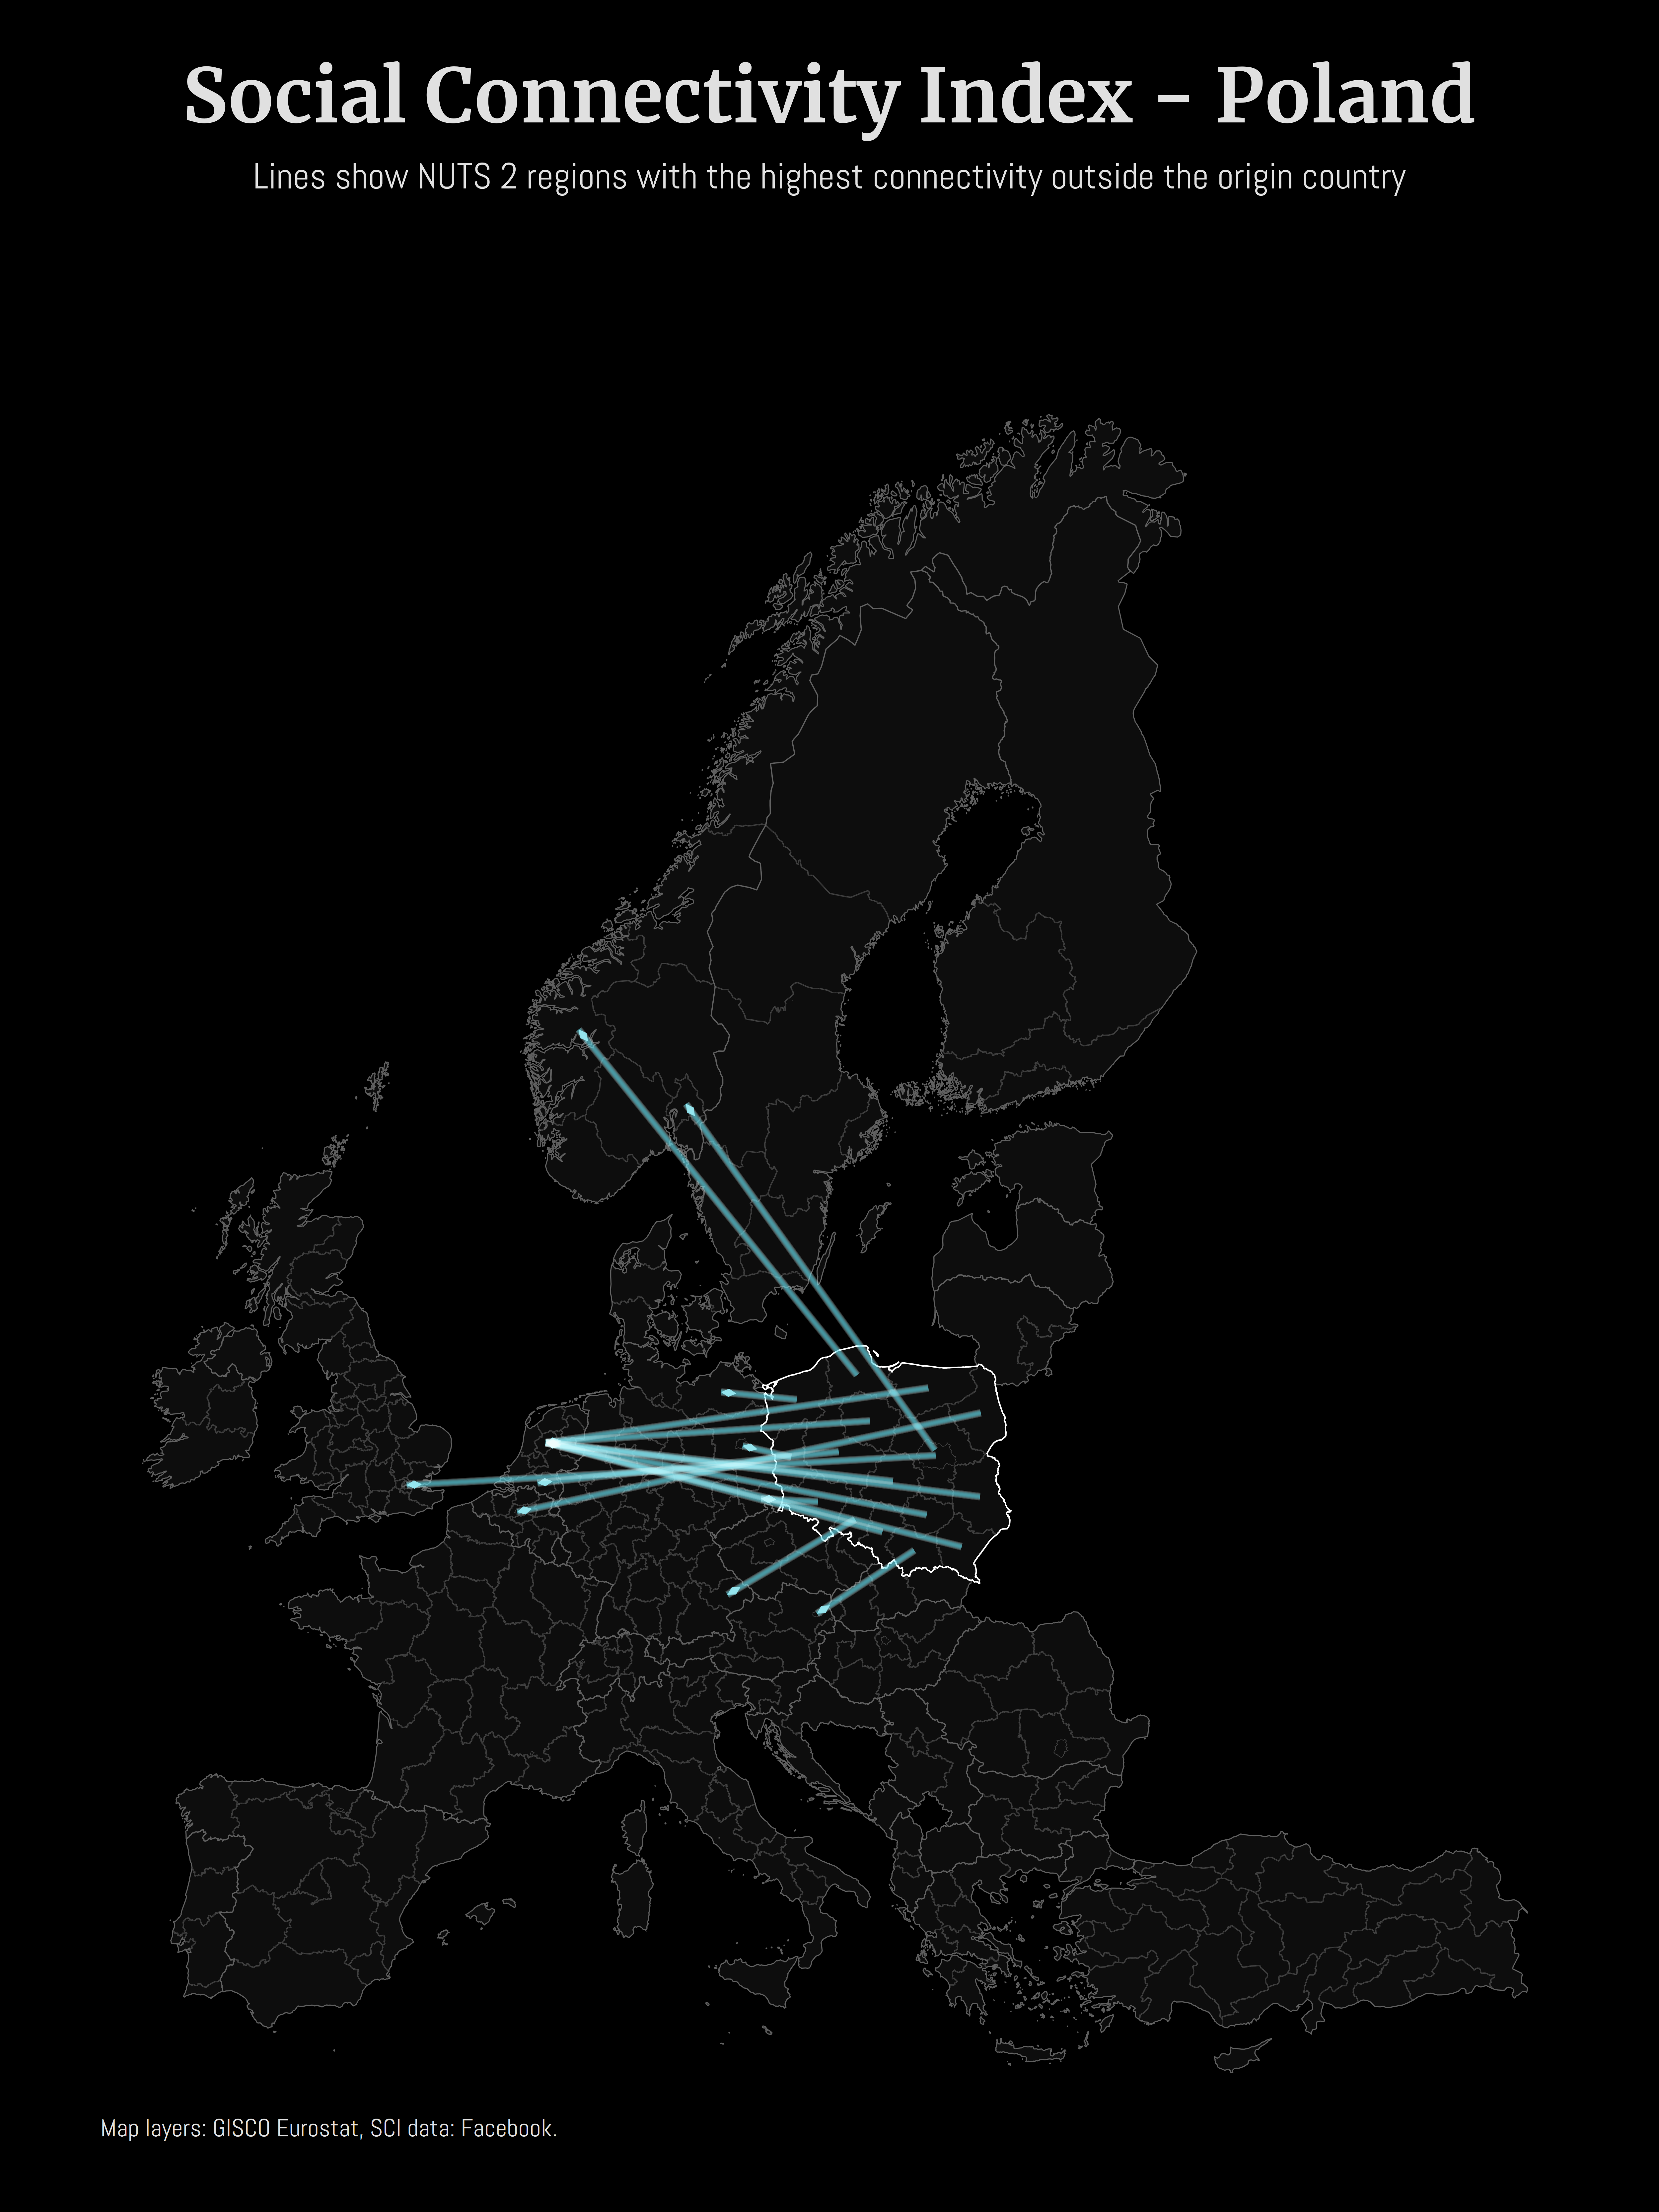 Social Connectivity Index - Poland
Lines show NUTS 2 regions with the highest connectivity outside the origin country
Map layers: GISCO Eurostat, SCI data: Facebook.